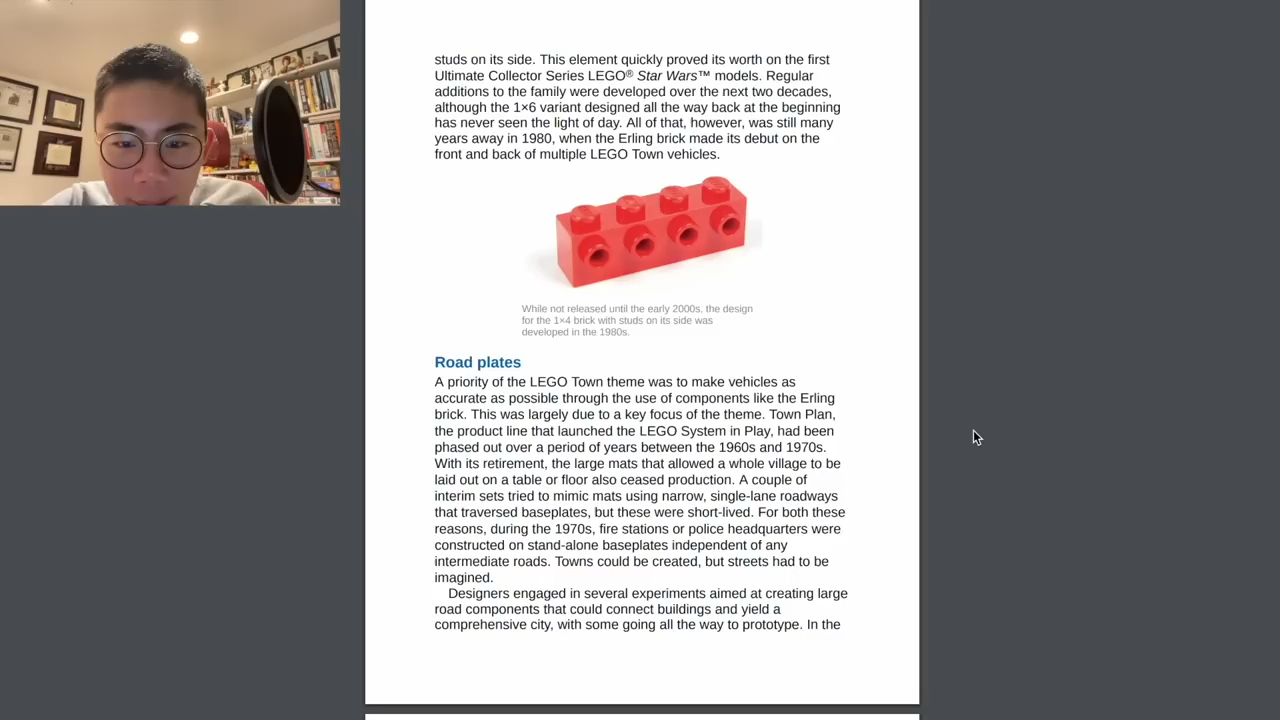 studs on its side. This element quickly proved its worth on the first
Ultimate Collector Series LEGO® Star Wars™ models. Regular
additions to the family were developed over the next two decades,
although the 1×6 variant designed all the way back at the beginning
has never seen the light of day. All of that, however, was still many
years away in 1980, when the Erling brick made its debut on the
front and back of multiple LEGO Town vehicles.
While not released until the early 2000s, the design
for the 1×4 brick with studs on its side was
developed in the 1980s.
Road plates
A priority of the LEGO Town theme was to make vehicles as
accurate as possible through the use of components like the Erling
brick. This was largely due to a key focus of the theme. Town Plan,
the product line that launched the LEGO System in Play, had been
phased out over a period of years between the 1960s and 1970s.
With its retirement, the large mats that allowed a whole village to be
laid out on a table or floor also ceased production. A couple of
interim sets tried to mimic mats using narrow, single-lane roadways
that traversed baseplates, but these were short-lived. For both these
reasons, during the 1970s, fire stations or police headquarters were
constructed on stand-alone baseplates independent of any
intermediate roads. Towns could be created, but streets had to be
imagined.
Designers engaged in several experiments aimed at creating large
road components that could connect buildings and yield a
comprehensive city, with some going all the way to prototype. In the